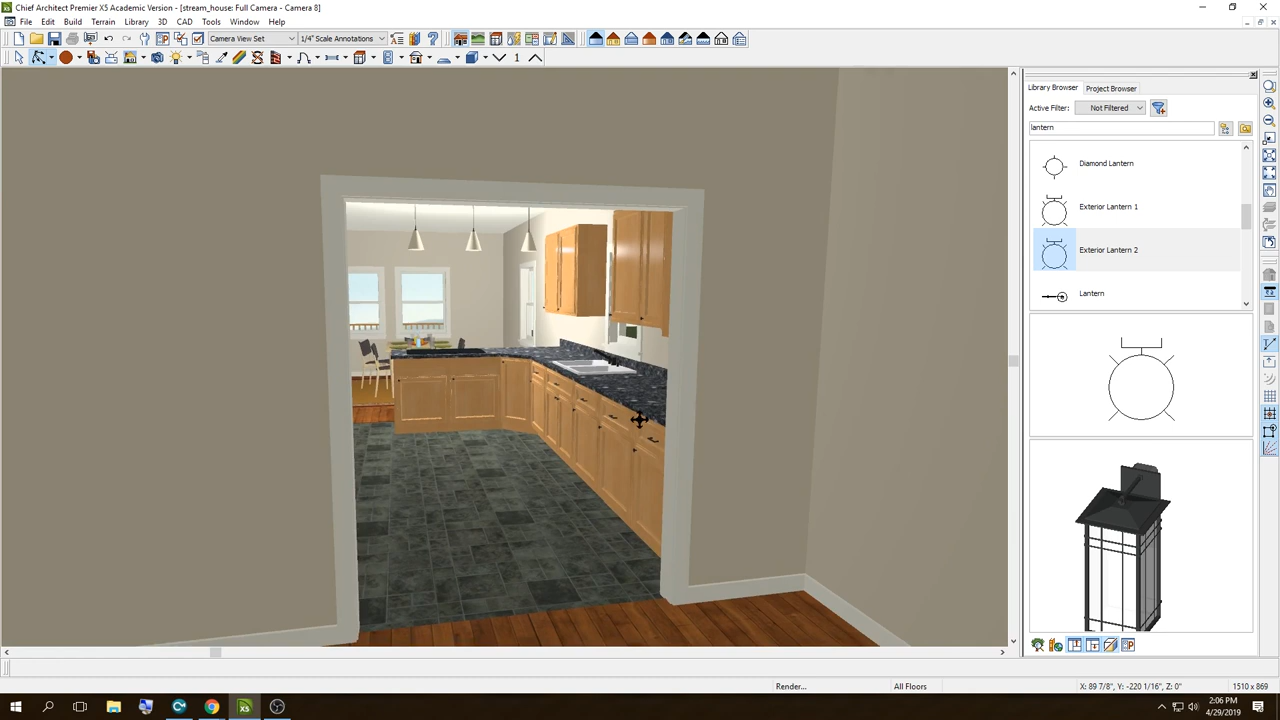 Chief Architect Premier X5 Academic Version - [stream_house: Full Camera - Camera 8]
File Edit Build Terrain Library 3D CAD Tools Window Help
Camera View Set 1/4" Scale Annotations
1
Library Browser Project Browser
Active Filter: Not Filtered
lantern
Diamond Lantern
Exterior Lantern 1
Exterior Lantern 2
Lantern
Render... All Floors X: 89 7/8", Y: -220 1/16", Z: 0" 1510 x 869
2:06 PM
4/29/2019